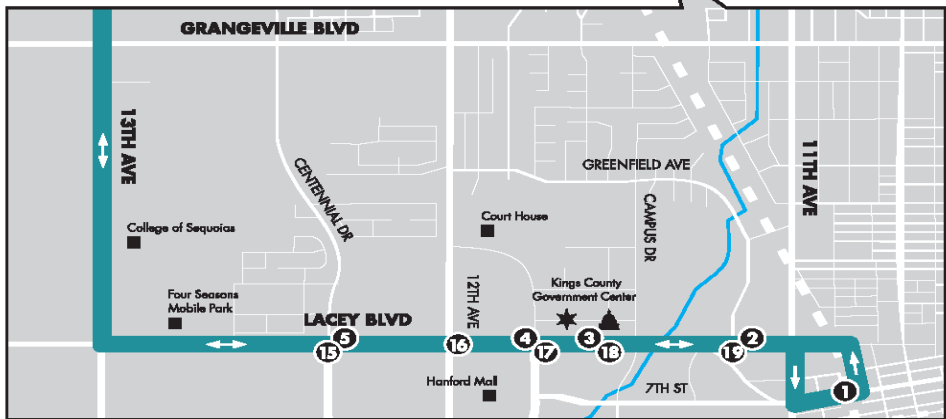 GRANGEVILLE BLVD
13TH AVE
CENTENNIAL DR
GREENFIELD AVE
11TH AVE
College of Sequoias
Court House
CAMPUS DR
12TH AVE
Kings County
Government Center
Four Seasons
Mobile Park
LACEY BLVD
5
15
16
4
17
3
18
2
19
Hanford Mall
7TH ST
1